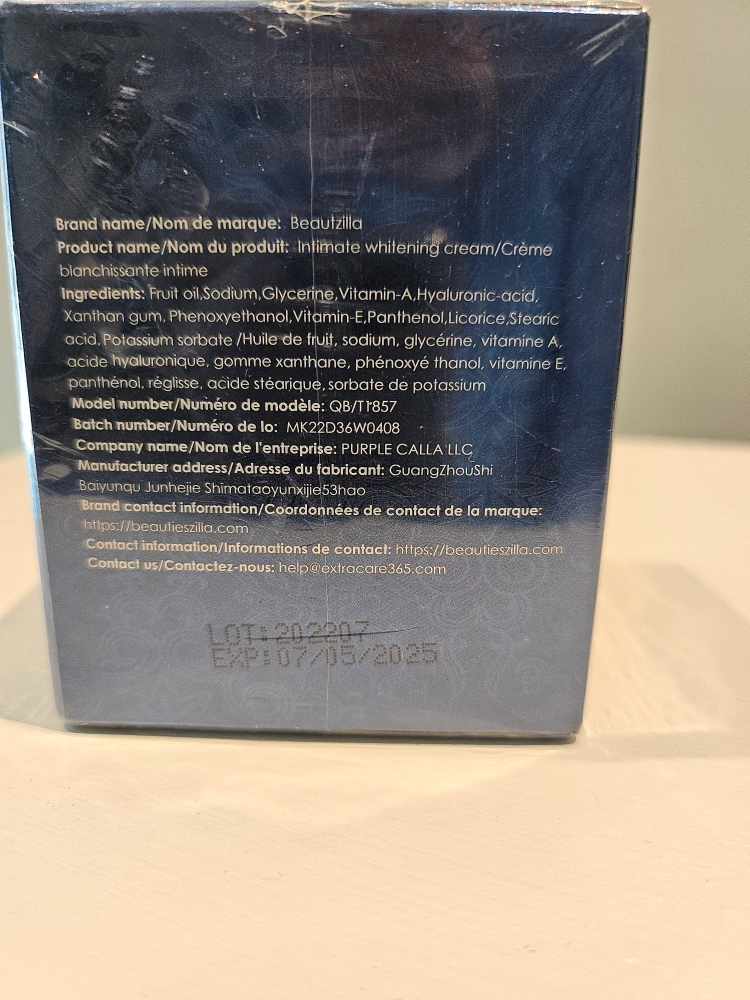 Brand name/Nom de marque: Beautzilla
Product name/Nom du produit: Intimate whitening cream/Crème
blanchissante intime
Ingredients: Fruit oil,Sodium,Glycerine,Vitamin-A,Hyaluronic-acid,
Xanthan gum, Phenoxyethanol,Vitamin-E,Panthenol,Licorice,Stearic
acid,Potassium sorbate /Huile de fruit, sodium, glycérine, vitamine A,
acide hyaluronique, gomme xanthane, phénoxyé thanol, vitamine E,
panthénol, réglisse, acide stéarique,sorbate de potassium
Model number/Numéro de modèle: QB/T1857
Batch number/Numéro de lo: MK22D36W0408
Company name/Nom de l'entreprise: PURPLE CALLA LLC
Manufacturer address/Adresse du fabricant: GuangZhouShi
Baiyunqu Junhejie Shimataoyunxijie53hao
Brand contact information/Coordonnées de contact de la marque:
https://beautieszilla.com
Contact information/Informations de contact: https://beautieszilla.com
Contact us/Contactez-nous: help@extracare365.com
LOT:202207
EXP:07/05/2025